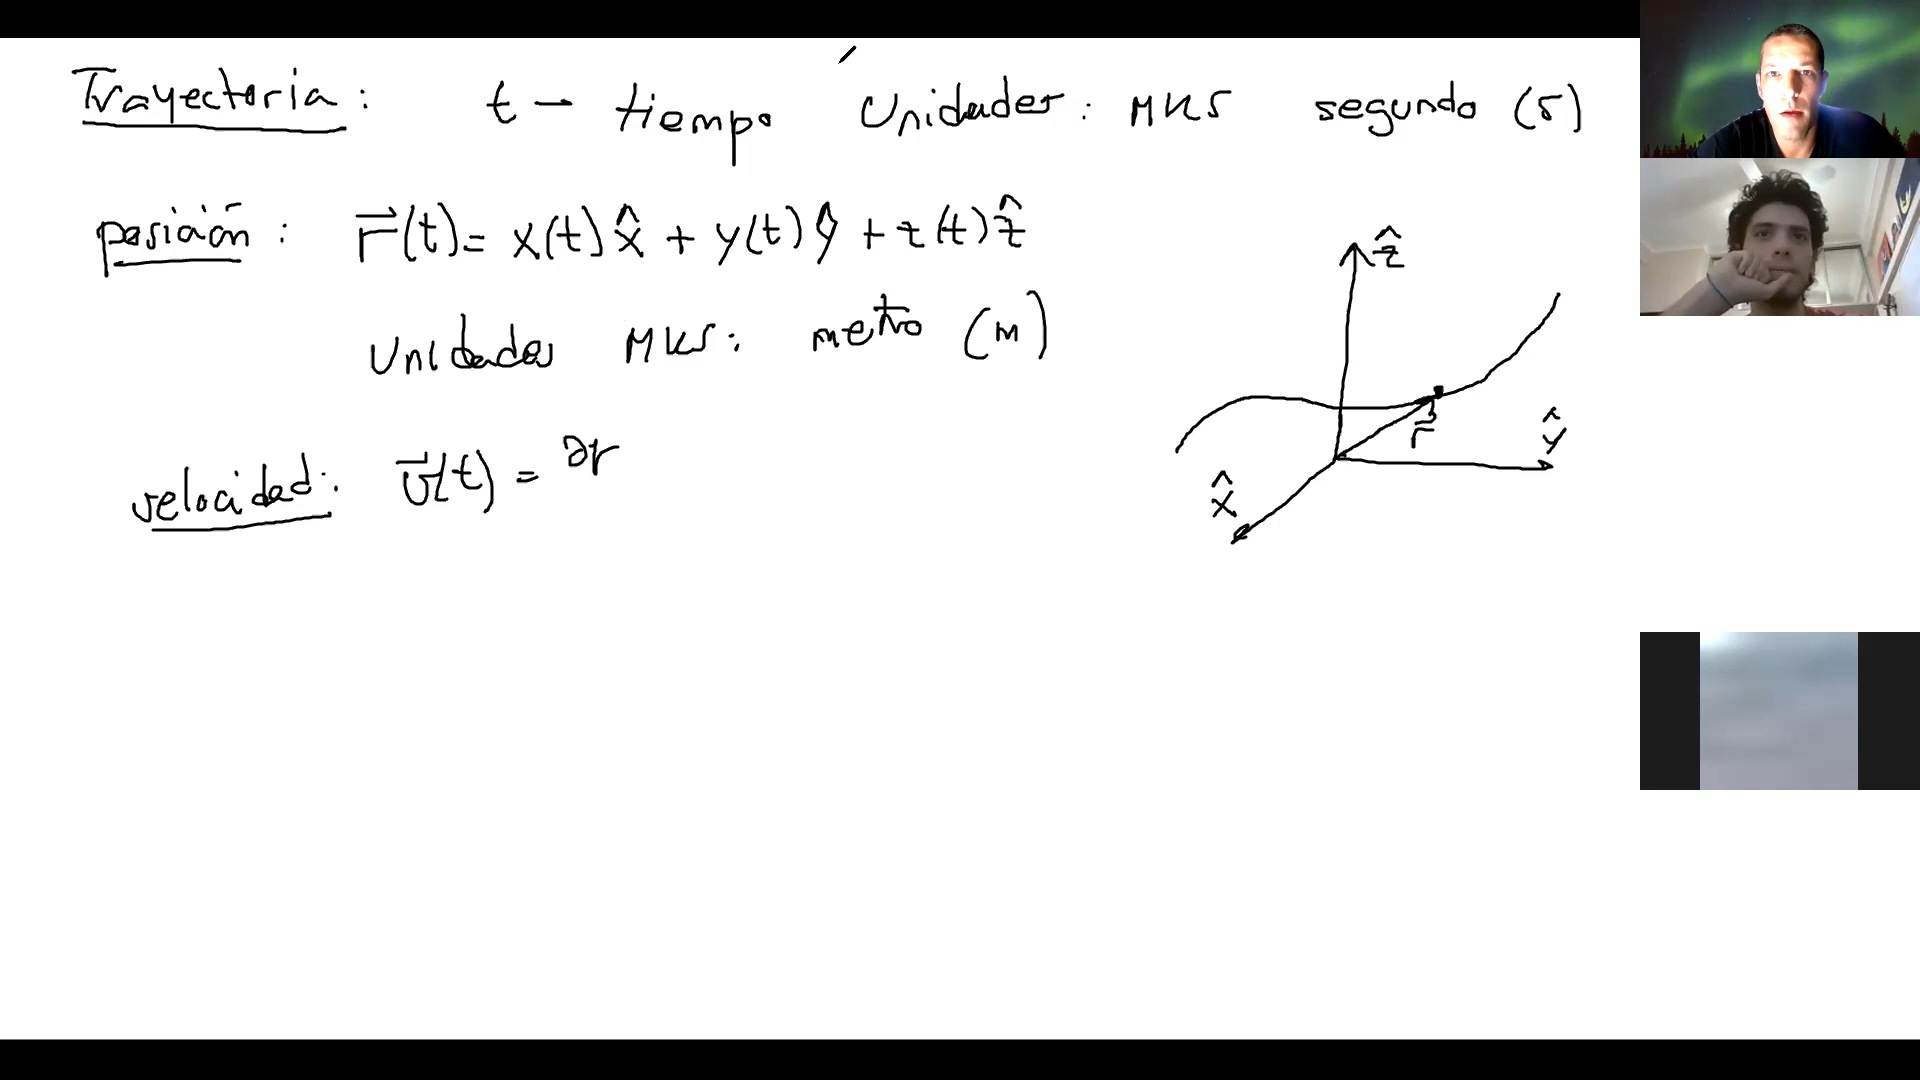 Trayectoria: t → tiempo Unidades: MKS segundo (s)
posición: r⃗(t) = x(t) x̂ + y(t) ŷ + z(t) ẑ
Unidades MKS: metro (m)
velocidad: v⃗(t) = ∂r
ẑ
r⃗
ŷ
x̂